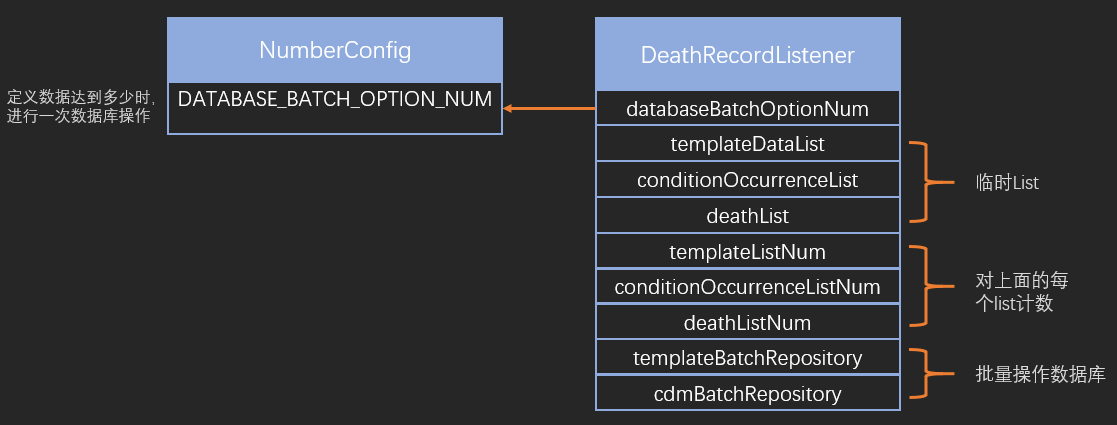 NumberConfig
定义数据达到多少时,
进行一次数据库操作
DATABASE_BATCH_OPTION_NUM
DeathRecordListener
databaseBatchOptionNum
templateDataList
conditionOccurrenceList
deathList
临时List
templateListNum
conditionOccurrenceListNum
deathListNum
对上面的每
个list计数
templateBatchRepository
cdmBatchRepository
批量操作数据库